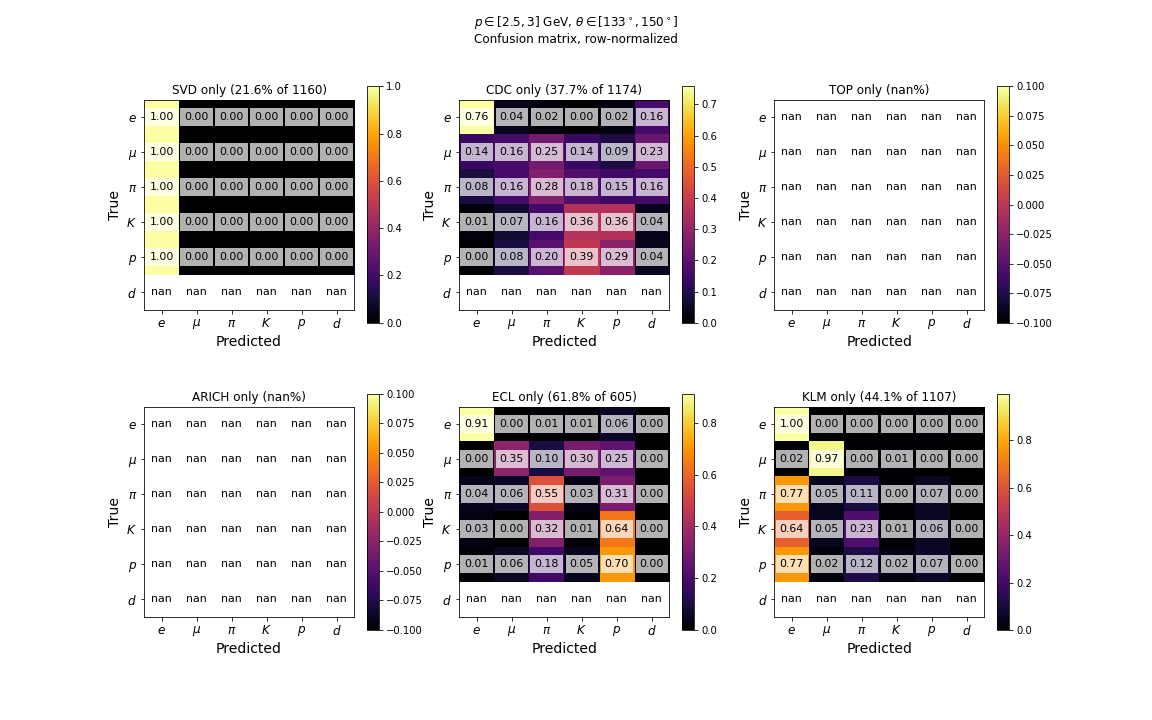 p ∈ [2.5, 3] GeV, θ ∈ [133°, 150°]
Confusion matrix, row-normalized
SVD only (21.6% of 1160)
True
e 1.00 0.00 0.00 0.00 0.00 0.00
μ 1.00 0.00 0.00 0.00 0.00 0.00
π 1.00 0.00 0.00 0.00 0.00 0.00
K 1.00 0.00 0.00 0.00 0.00 0.00
p 1.00 0.00 0.00 0.00 0.00 0.00
d nan nan nan nan nan nan
e μ π K p d
Predicted
1.0
0.8
0.6
0.4
0.2
0.0
CDC only (37.7% of 1174)
True
e 0.76 0.04 0.02 0.00 0.02 0.16
μ 0.14 0.16 0.25 0.14 0.09 0.23
π 0.08 0.16 0.28 0.18 0.15 0.16
K 0.01 0.07 0.16 0.36 0.36 0.04
p 0.00 0.08 0.20 0.39 0.29 0.04
d nan nan nan nan nan nan
e μ π K p d
Predicted
0.7
0.6
0.5
0.4
0.3
0.2
0.1
0.0
TOP only (nan%)
True
e nan nan nan nan nan nan
μ nan nan nan nan nan nan
π nan nan nan nan nan nan
K nan nan nan nan nan nan
p nan nan nan nan nan nan
d nan nan nan nan nan nan
e μ π K p d
Predicted
0.100
0.075
0.050
0.025
0.000
−0.025
−0.050
−0.075
−0.100
ARICH only (nan%)
True
e nan nan nan nan nan nan
μ nan nan nan nan nan nan
π nan nan nan nan nan nan
K nan nan nan nan nan nan
p nan nan nan nan nan nan
d nan nan nan nan nan nan
e μ π K p d
Predicted
0.100
0.075
0.050
0.025
0.000
−0.025
−0.050
−0.075
−0.100
ECL only (61.8% of 605)
True
e 0.91 0.00 0.01 0.01 0.06 0.00
μ 0.00 0.35 0.10 0.30 0.25 0.00
π 0.04 0.06 0.55 0.03 0.31 0.00
K 0.03 0.00 0.32 0.01 0.64 0.00
p 0.01 0.06 0.18 0.05 0.70 0.00
d nan nan nan nan nan nan
e μ π K p d
Predicted
0.8
0.6
0.4
0.2
0.0
KLM only (44.1% of 1107)
True
e 1.00 0.00 0.00 0.00 0.00 0.00
μ 0.02 0.97 0.00 0.01 0.00 0.00
π 0.77 0.05 0.11 0.00 0.07 0.00
K 0.64 0.05 0.23 0.01 0.06 0.00
p 0.77 0.02 0.12 0.02 0.07 0.00
d nan nan nan nan nan nan
e μ π K p d
Predicted
0.8
0.6
0.4
0.2
0.0